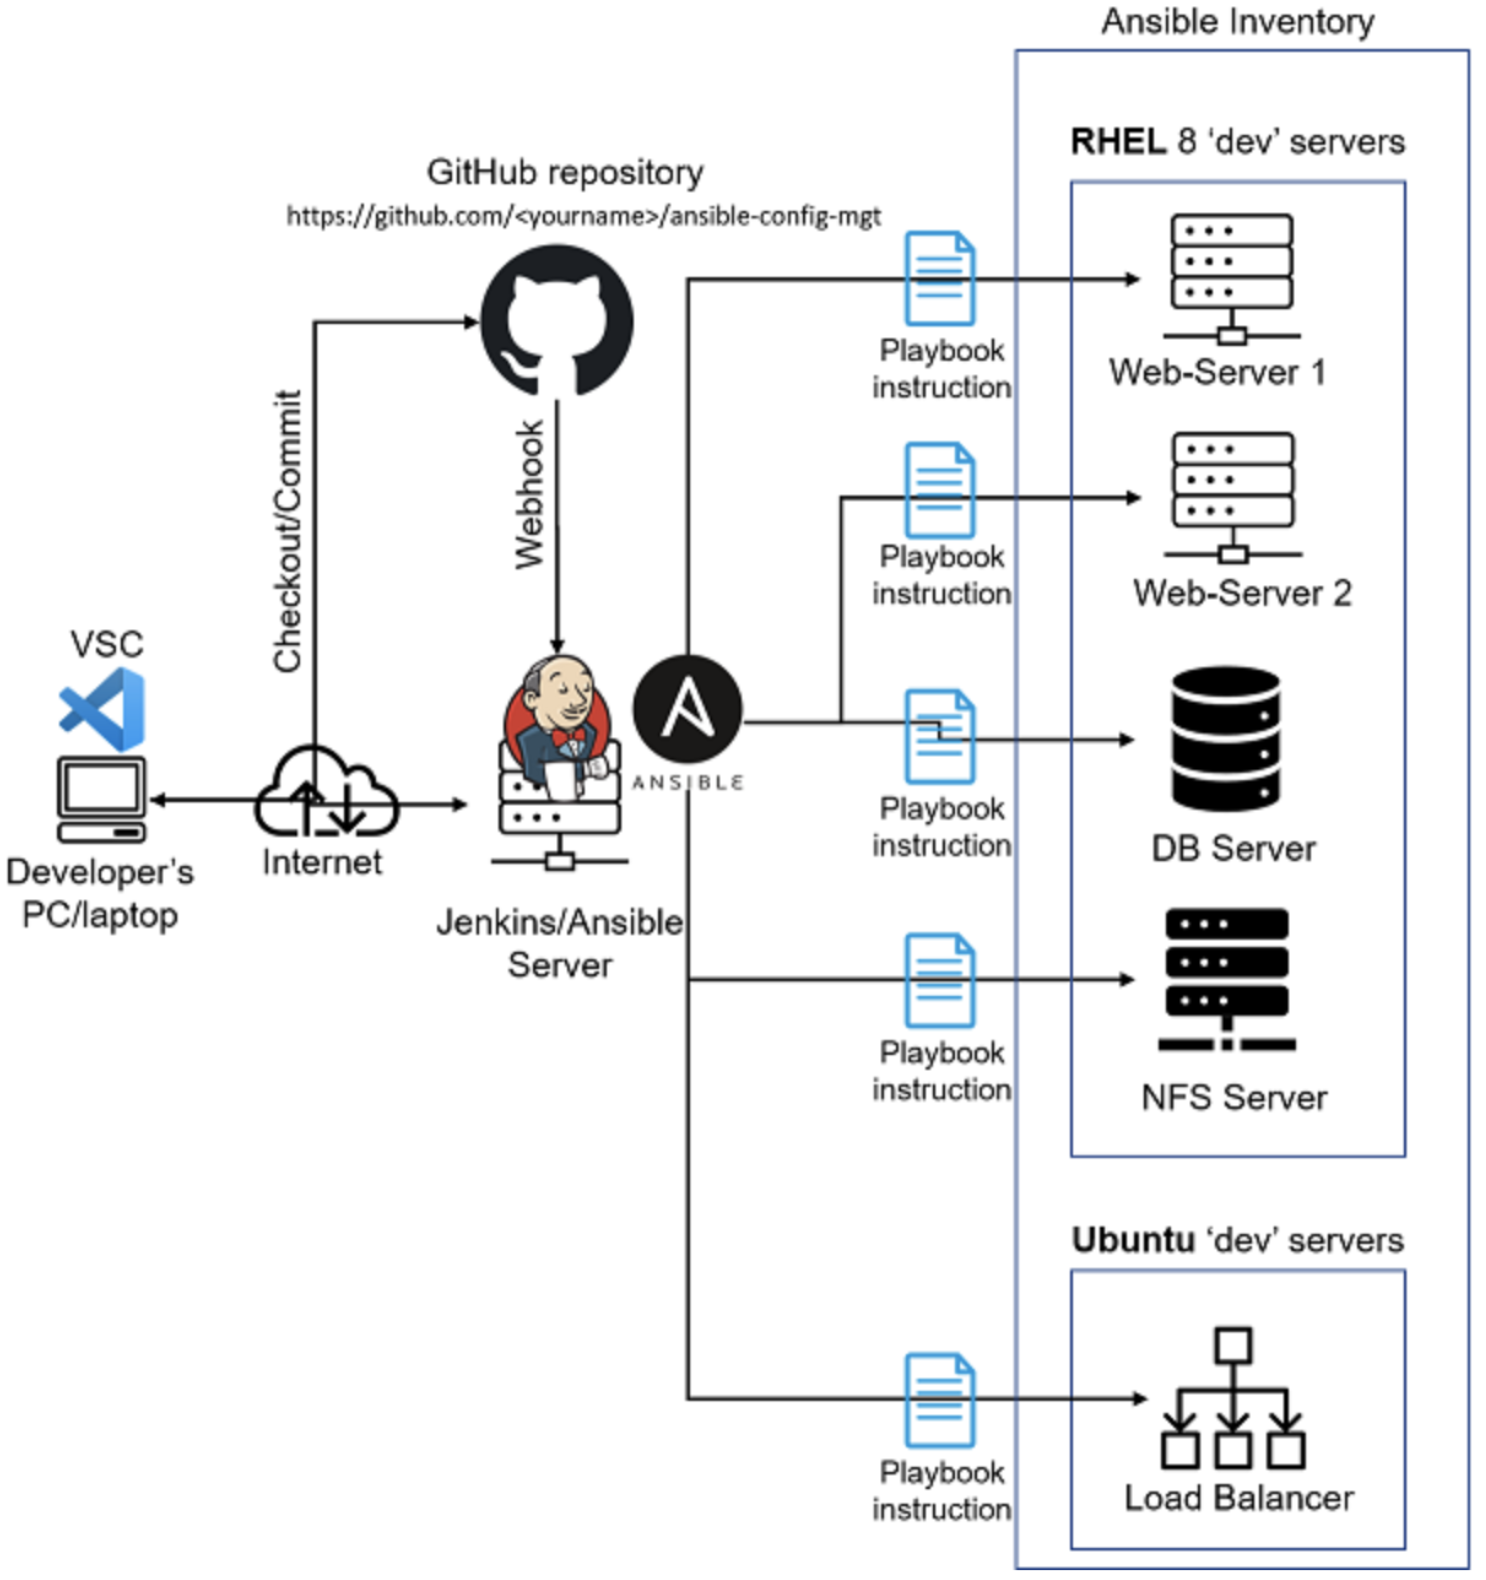 Ansible Inventory
RHEL 8 ‘dev’ servers
GitHub repository
https://github.com/<yourname>/ansible-config-mgt
Playbook
instruction
Web-Server 1
Checkout/Commit
Webhook
Playbook
instruction
Web-Server 2
VSC
ANSIBLE
Playbook
instruction
DB Server
Developer’s
PC/laptop
Internet
Jenkins/Ansible
Server
Playbook
instruction
NFS Server
Ubuntu ‘dev’ servers
Playbook
instruction
Load Balancer